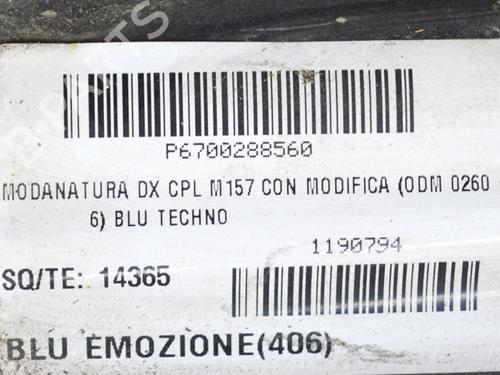 P6700288560
MODANATURA DX CPL M157 CON MODIFICA (ODM 0260
6) BLU TECHNO
1190794
SQ/TE: 14365
BLU EMOZIONE(406)